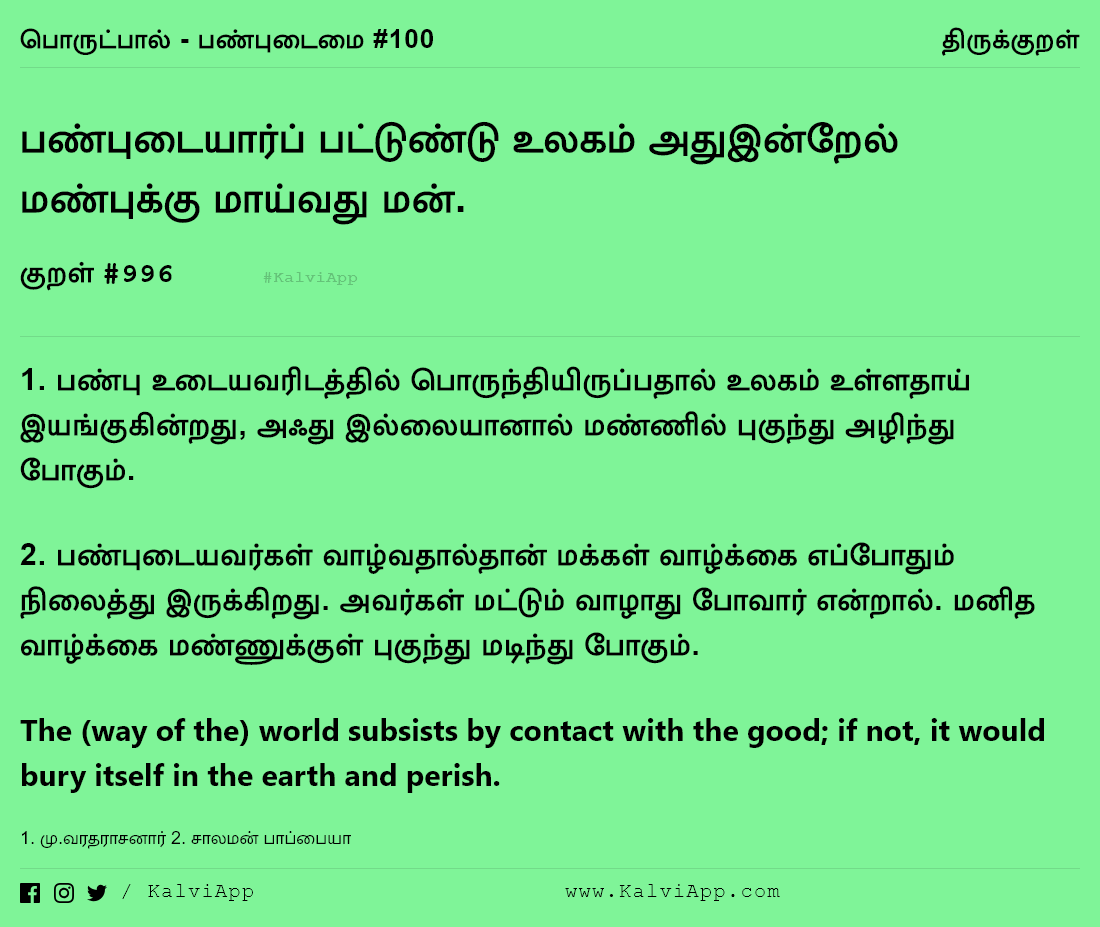 பொருட்பால் - பண்புடைமை #100 திருக்குறள்
பண்புடையார்ப் பட்டுண்டு உலகம் அதுஇன்றேல்
மண்புக்கு மாய்வது மன்.
குறள் #996 #KalviApp
1. பண்பு உடையவரிடத்தில் பொருந்தியிருப்பதால் உலகம் உள்ளதாய்
இயங்குகின்றது, அஃது இல்லையானால் மண்ணில் புகுந்து அழிந்து
போகும்.
2. பண்புடையவர்கள் வாழ்வதால்தான் மக்கள் வாழ்க்கை எப்போதும்
நிலைத்து இருக்கிறது. அவர்கள் மட்டும் வாழாது போவார் என்றால். மனித
வாழ்க்கை மண்ணுக்குள் புகுந்து மடிந்து போகும்.
The (way of the) world subsists by contact with the good; if not, it would
bury itself in the earth and perish.
1. மு.வரதராசனார் 2. சாலமன் பாப்பையா
/ KalviApp www.KalviApp.com